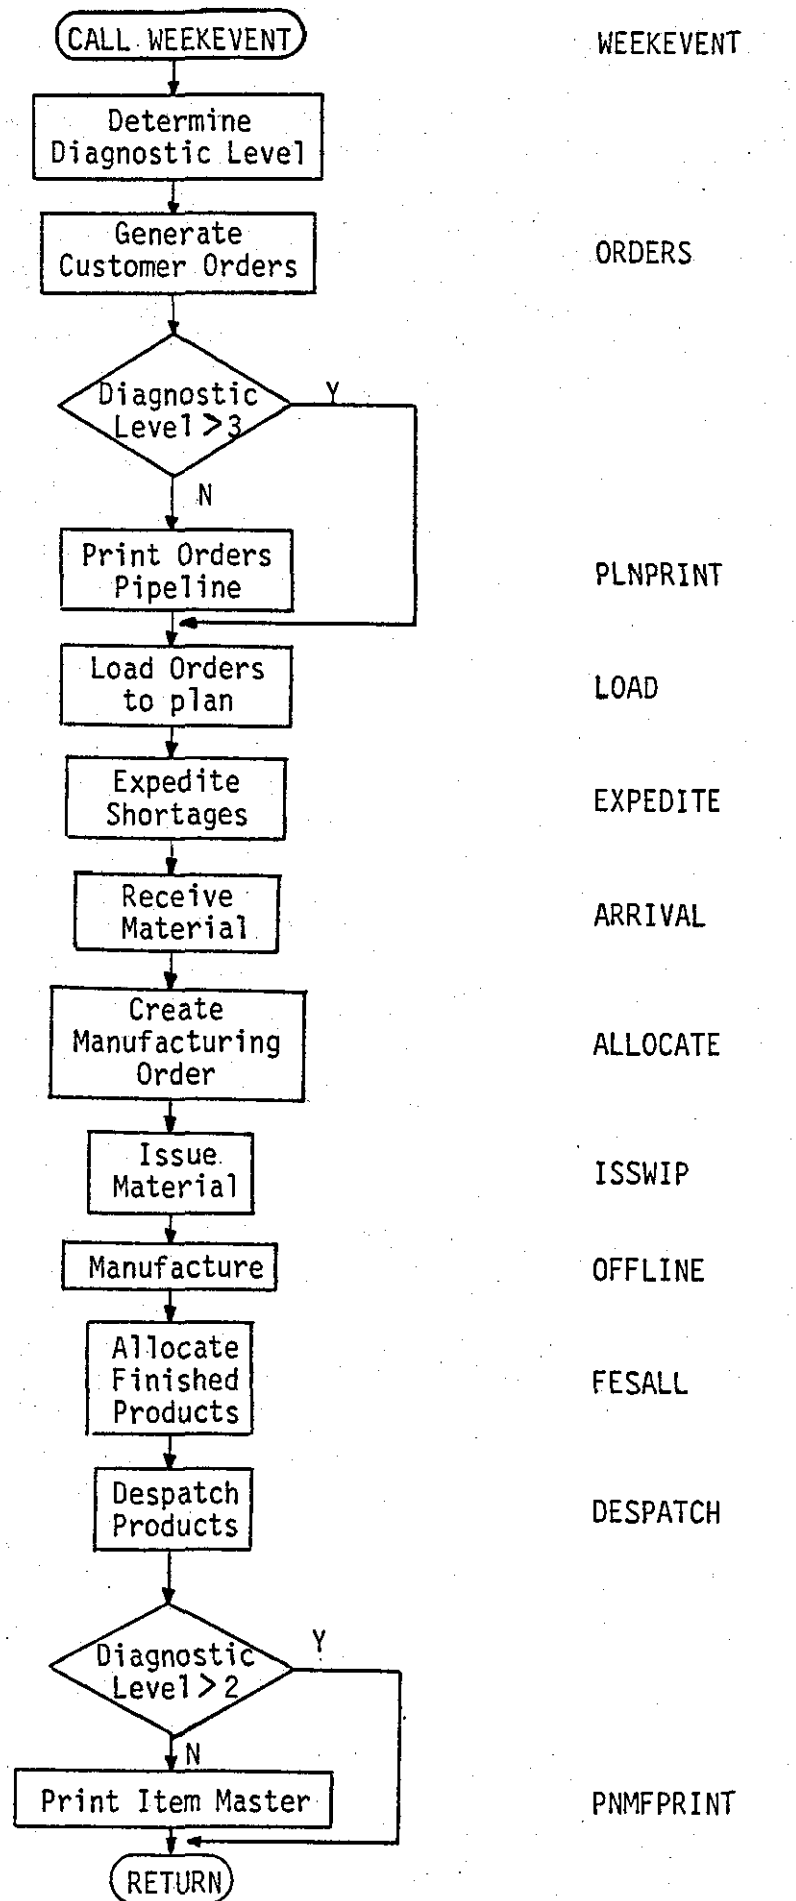 CALL WEEKEVENT
WEEKEVENT
Determine
Diagnostic Level
Generate
Customer Orders
ORDERS
Diagnostic
Level > 3
Y
N
Print Orders
Pipeline
PLNPRINT
Load Orders
to plan
LOAD
Expedite
Shortages
EXPEDITE
Receive
Material
ARRIVAL
Create
Manufacturing
Order
ALLOCATE
Issue
Material
ISSWIP
Manufacture
OFFLINE
Allocate
Finished
Products
FESALL
Despatch
Products
DESPATCH
Diagnostic
Level > 2
Y
N
Print Item Master
PNMFPRINT
RETURN